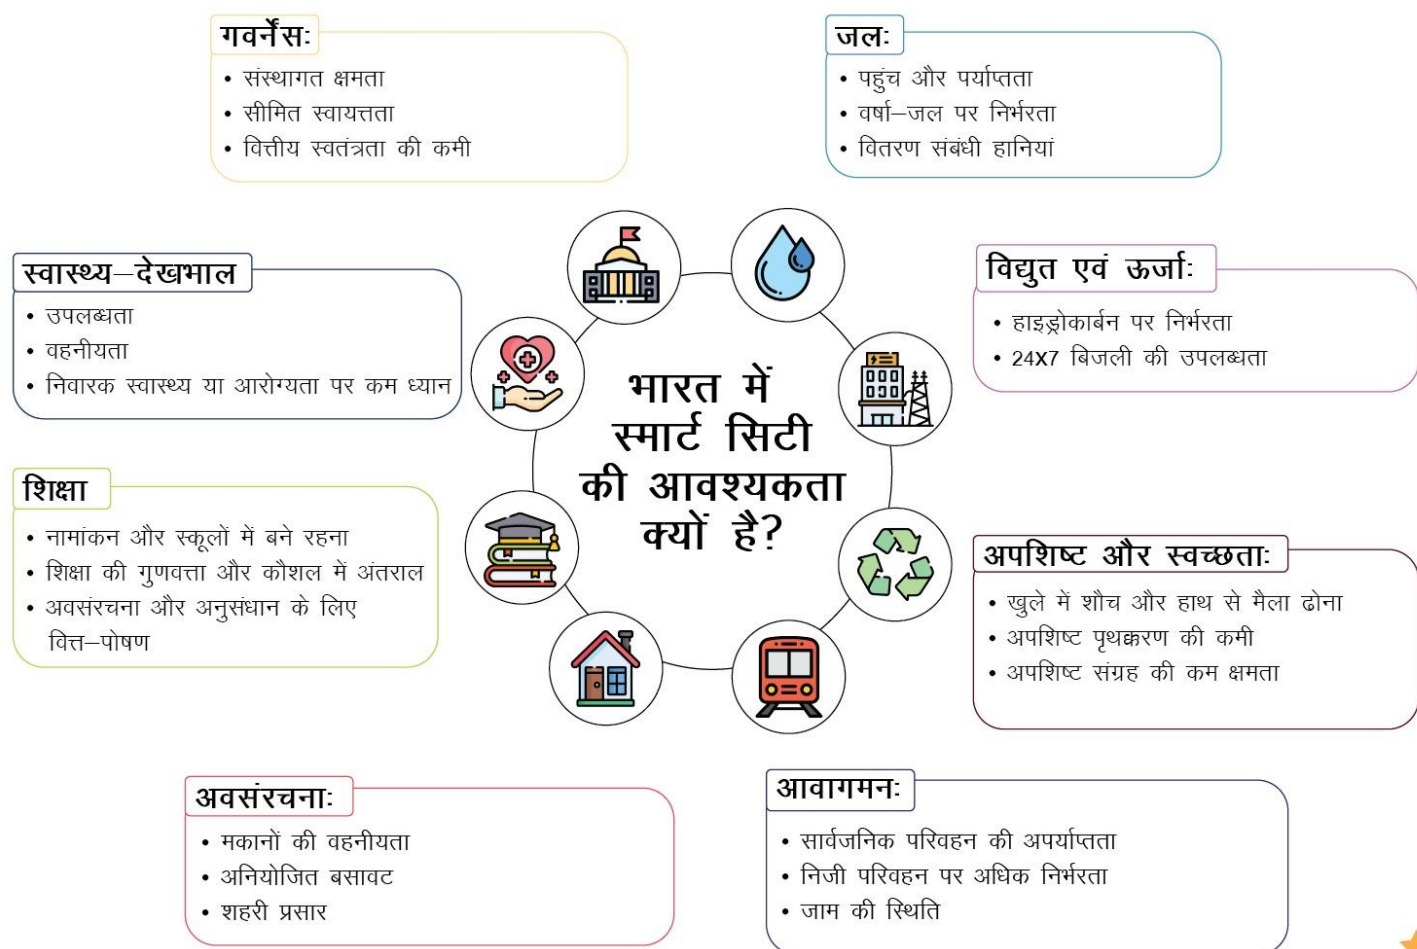 गवर्नेंसः
• संस्थागत क्षमता
• सीमित स्वायत्तता
• वित्तीय स्वतंत्रता की कमी
जलः
• पहुंच और पर्याप्तता
• वर्षा–जल पर निर्भरता
• वितरण संबंधी हानियां
स्वास्थ्य–देखभाल
• उपलब्धता
• वहनीयता
• निवारक स्वास्थ्य या आरोग्यता पर कम ध्यान
विद्युत एवं ऊर्जाः
• हाइड्रोकार्बन पर निर्भरता
• 24x7 बिजली की उपलब्धता
भारत में
स्मार्ट सिटी
की आवश्यकता
क्यों है?
शिक्षा
• नामांकन और स्कूलों में बने रहना
• शिक्षा की गुणवत्ता और कौशल में अंतराल
• अवसंरचना और अनुसंधान के लिए
वित्त–पोषण
अपशिष्ट और स्वच्छताः
• खुले में शौच और हाथ से मैला ढोना
• अपशिष्ट पृथक्करण की कमी
• अपशिष्ट संग्रह की कम क्षमता
अवसंरचनाः
• मकानों की वहनीयता
• अनियोजित बसावट
• शहरी प्रसार
आवागमनः
• सार्वजनिक परिवहन की अपर्याप्तता
• निजी परिवहन पर अधिक निर्भरता
• जाम की स्थिति